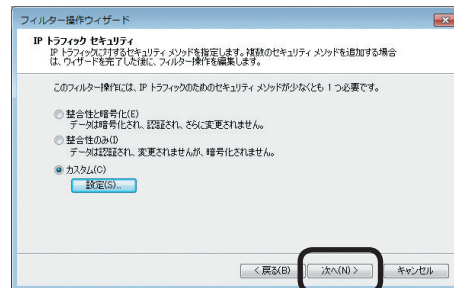 フィルター操作ウィザード
IP トラフィック セキュリティ
IP トラフィックに対するセキュリティ メソッドを指定します。複数のセキュリティ メソッドを追加する場合
は、ウィザードを完了した後に、フィルター操作を編集します。
このフィルター操作には、IP トラフィックのためのセキュリティ メソッドが少なくとも 1 つ必要です。
整合性と暗号化(E)
データは暗号化され、認証され、さらに変更されません。
整合性のみ(I)
データは認証され、変更されませんが、暗号化されません。
カスタム(C)
設定(S)...
< 戻る(B) 次へ(N) > キャンセル